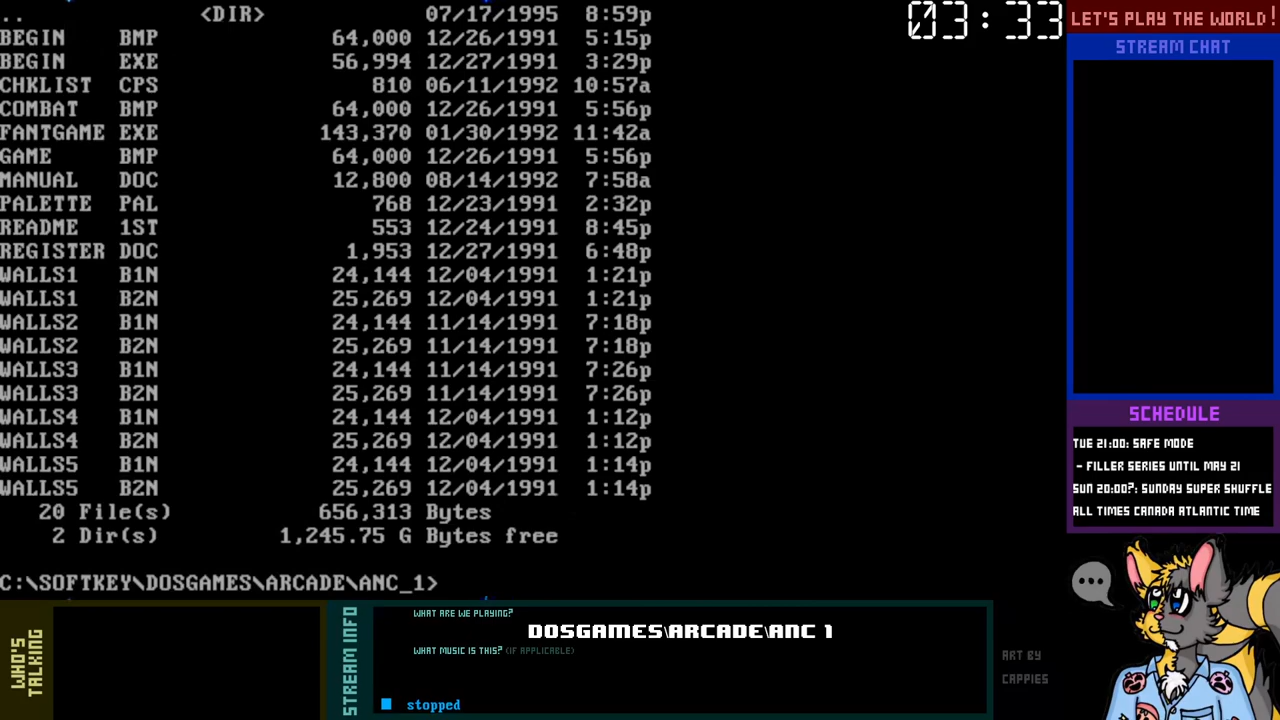 ..           <DIR>            07/17/1995  8:59p
BEGIN    BMP            64,000 12/26/1991  5:15p
BEGIN    EXE            56,994 12/27/1991  3:29p
CHKLIST  CPS               810 06/11/1992 10:57a
COMBAT   BMP            64,000 12/26/1991  5:56p
FANTGAME EXE           143,370 01/30/1992 11:42a
GAME     BMP            64,000 12/26/1991  5:56p
MANUAL   DOC            12,800 08/14/1992  7:58a
PALETTE  PAL               768 12/23/1991  2:32p
README   1ST               553 12/24/1991  8:45p
REGISTER DOC             1,953 12/27/1991  6:48p
WALLS1   B1N            24,144 12/04/1991  1:21p
WALLS1   B2N            25,269 12/04/1991  1:21p
WALLS2   B1N            24,144 11/14/1991  7:18p
WALLS2   B2N            25,269 11/14/1991  7:18p
WALLS3   B1N            24,144 11/14/1991  7:26p
WALLS3   B2N            25,269 11/14/1991  7:26p
WALLS4   B1N            24,144 12/04/1991  1:12p
WALLS4   B2N            25,269 12/04/1991  1:12p
WALLS5   B1N            24,144 12/04/1991  1:14p
WALLS5   B2N            25,269 12/04/1991  1:14p
20 File(s)           656,313 Bytes
2 Dir(s)        1,245.75 G Bytes free
C:\SOFTKEY\DOSGAMES\ARCADE\ANC_1>
03:33
LET'S PLAY THE WORLD!
STREAM CHAT
SCHEDULE
TUE 21:00: SAFE MODE
- FILLER SERIES UNTIL MAY 21
SUN 20:00?: SUNDAY SUPER SHUFFLE
ALL TIMES CANADA ATLANTIC TIME
WHO'S
TALKING
STREAM INFO
WHAT ARE WE PLAYING?
DOSGAMES\ARCADE\ANC 1
WHAT MUSIC IS THIS? (IF APPLICABLE)
stopped
ART BY
CAPPIES
...